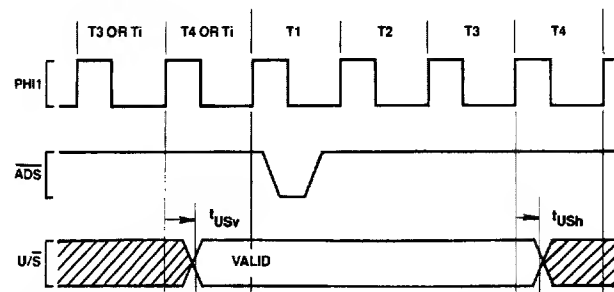 T3 OR Ti T4 OR Ti T1 T2 T3 T4
PHI1
ADS
tUSv tUSh
U/S VALID